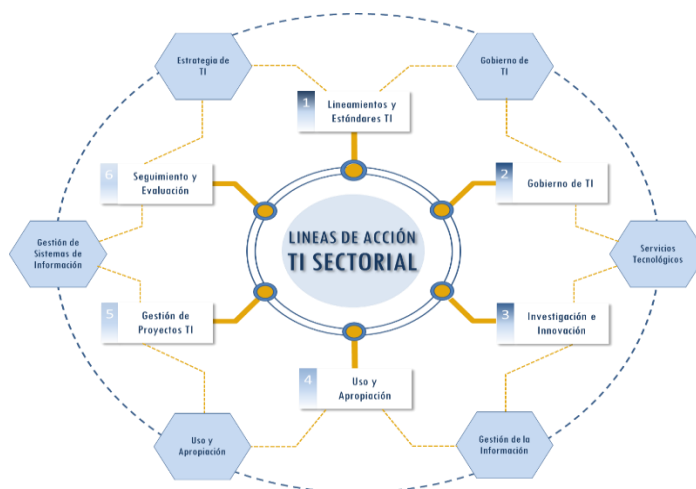 Estrategia de
TI
Gobierno de
TI
1
Lineamientos y
Estándares TI
6
Seguimiento y
Evaluación
2
Gobierno de TI
LINEAS DE ACCIÓN
TI SECTORIAL
Gestión de
Sistemas de
Información
Servicios
Tecnológicos
5
Gestión de
Proyectos TI
3
Investigación e
Innovación
4
Uso y
Apropiación
Uso y
Apropiación
Gestión de la
Información